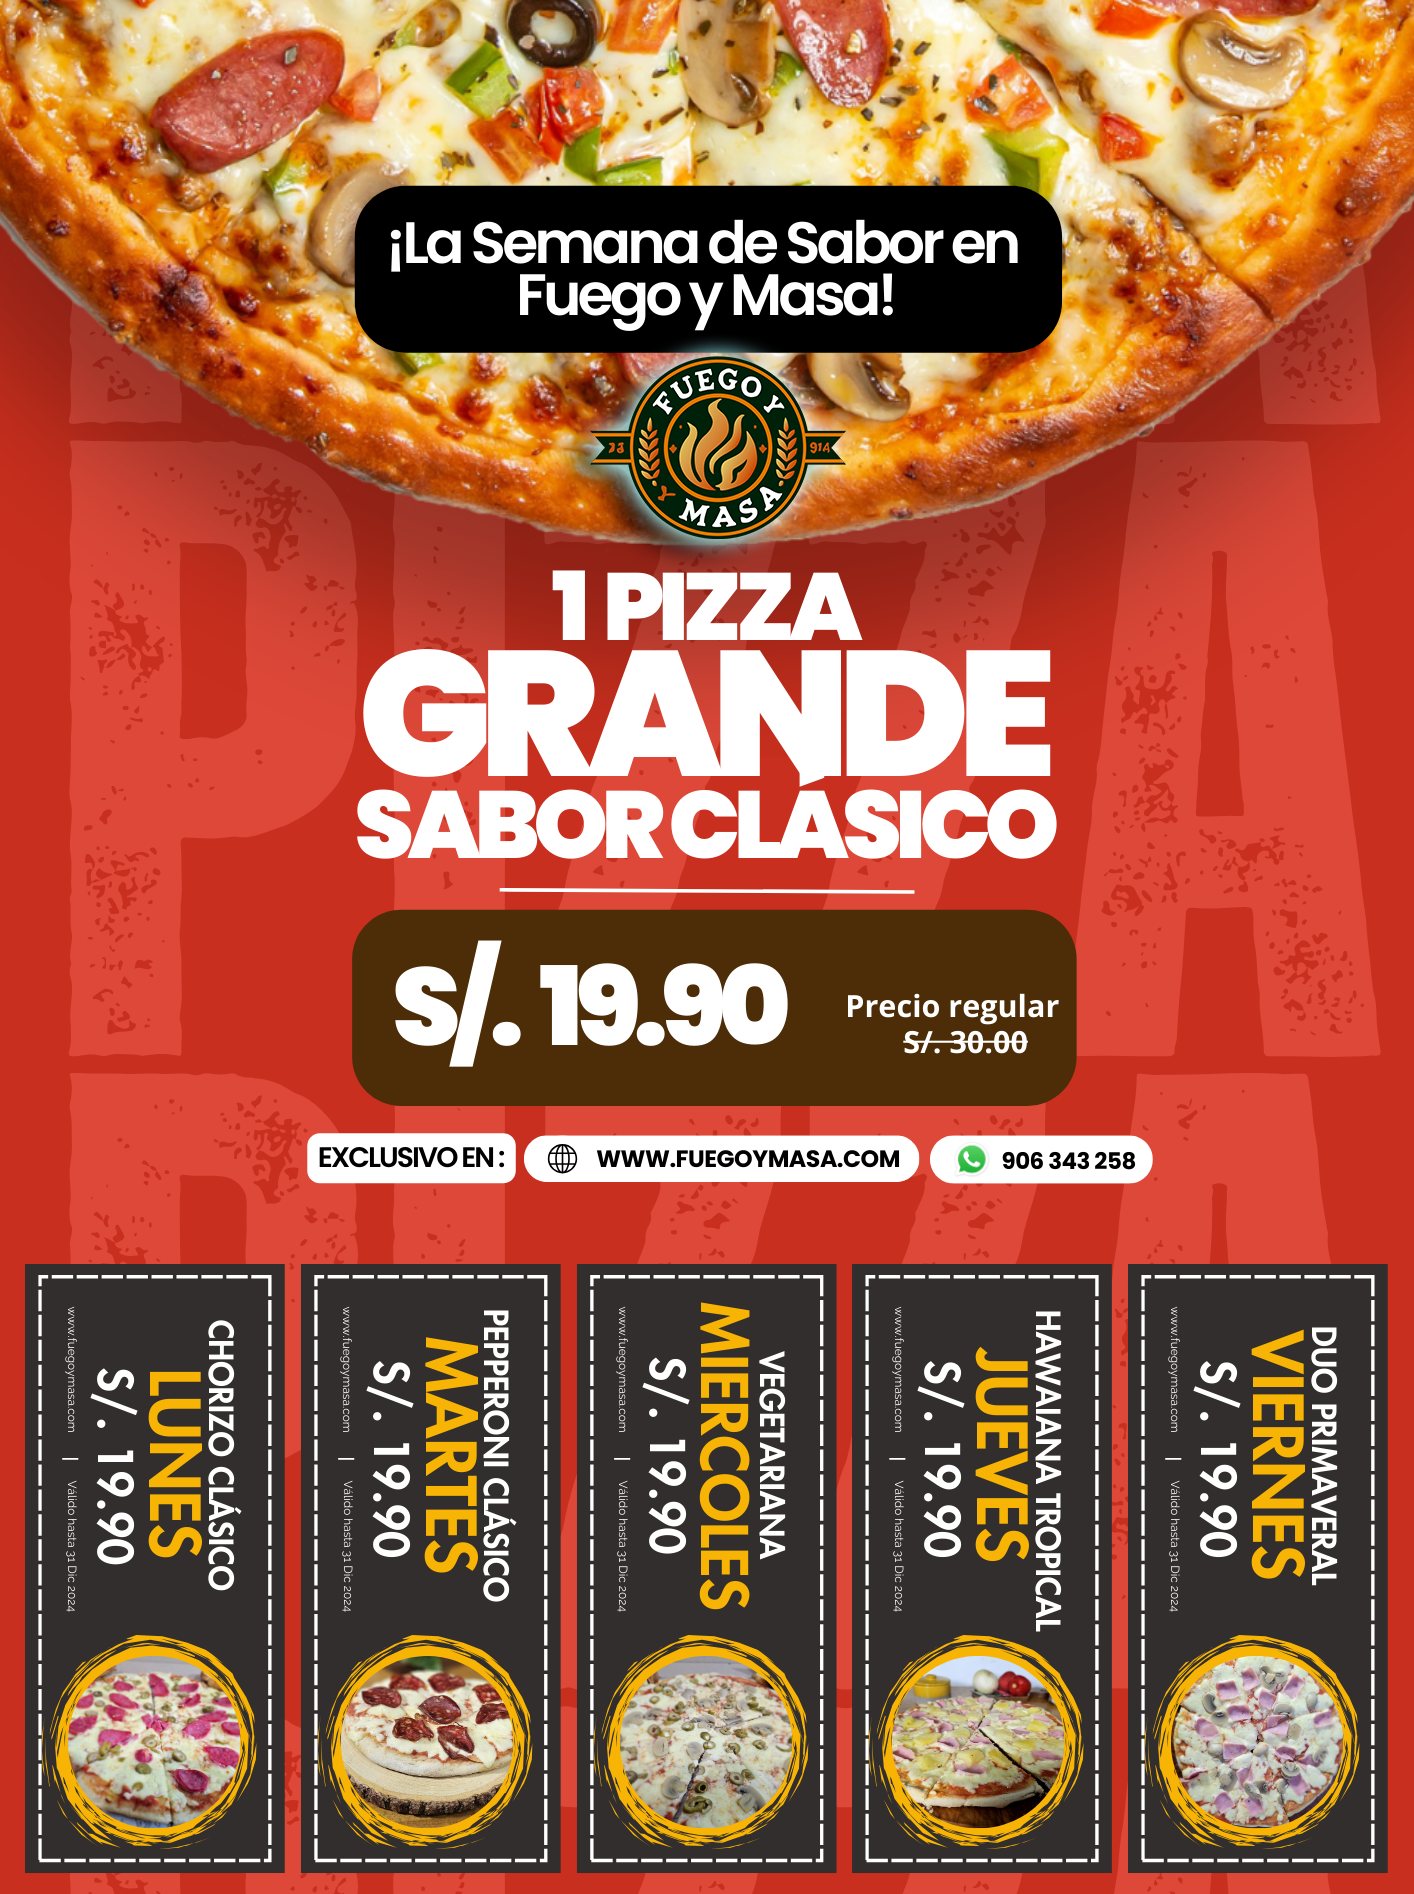 ¡La Semana de Sabor en
Fuego y Masa!
FUEGO Y
23
914
Y
MASA
1 PIZZA
GRANDE
SABOR CLÁSICO
S/. 19.90
Precio regular
S/. 30.00
EXCLUSIVO EN :
WWW.FUEGOYMASA.COM
906 343 258
CHORIZO CLÁSICO
LUNES
S/. 19.90
www.fuegoymasa.com | Válido hasta 31 Dic 2024
PEPPERONI CLÁSICO
MARTES
S/. 19.90
www.fuegoymasa.com | Válido hasta 31 Dic 2024
VEGETARIANA
MIERCOLES
S/. 19.90
www.fuegoymasa.com | Válido hasta 31 Dic 2024
HAWAIANA TROPICAL
JUEVES
S/. 19.90
www.fuegoymasa.com | Válido hasta 31 Dic 2024
DUO PRIMAVERAL
VIERNES
S/. 19.90
www.fuegoymasa.com | Válido hasta 31 Dic 2024
PIZZA
PIZZA